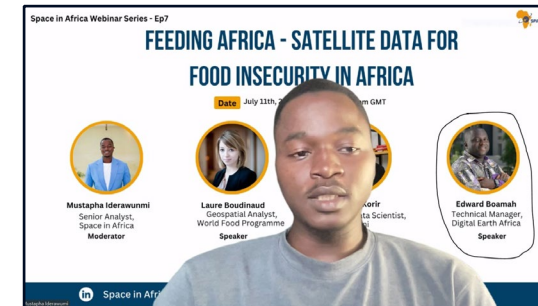 Space in Africa Webinar Series - Ep7
FEEDING AFRICA - SATELLITE DATA FOR
FOOD INSECURITY IN AFRICA
Date July 11th, GMT
Mustapha Iderawunmi
Senior Analyst,
Space in Africa
Moderator
Laure Boudinaud
Geospatial Analyst,
World Food Programme
Speaker
Korir
Scientist,
Edward Boamah
Technical Manager,
Digital Earth Africa
Speaker
in Space in